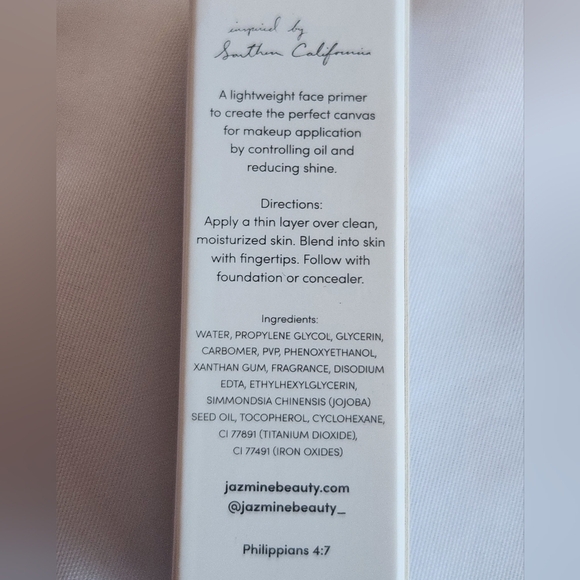 inspired by
Southern California
A lightweight face primer
to create the perfect canvas
for makeup application
by controlling oil and
reducing shine.
Directions:
Apply a thin layer over clean,
moisturized skin. Blend into skin
with fingertips. Follow with
foundation or concealer.
Ingredients:
WATER, PROPYLENE GLYCOL, GLYCERIN,
CARBOMER, PVP, PHENOXYETHANOL,
XANTHAN GUM, FRAGRANCE, DISODIUM
EDTA, ETHYLHEXYLGLYCERIN,
SIMMONDSIA CHINENSIS (JOJOBA)
SEED OIL, TOCOPHEROL, CYCLOHEXANE,
CI 77891 (TITANIUM DIOXIDE),
CI 77491 (IRON OXIDES)
jazminebeauty.com
@jazminebeauty_
Philippians 4:7